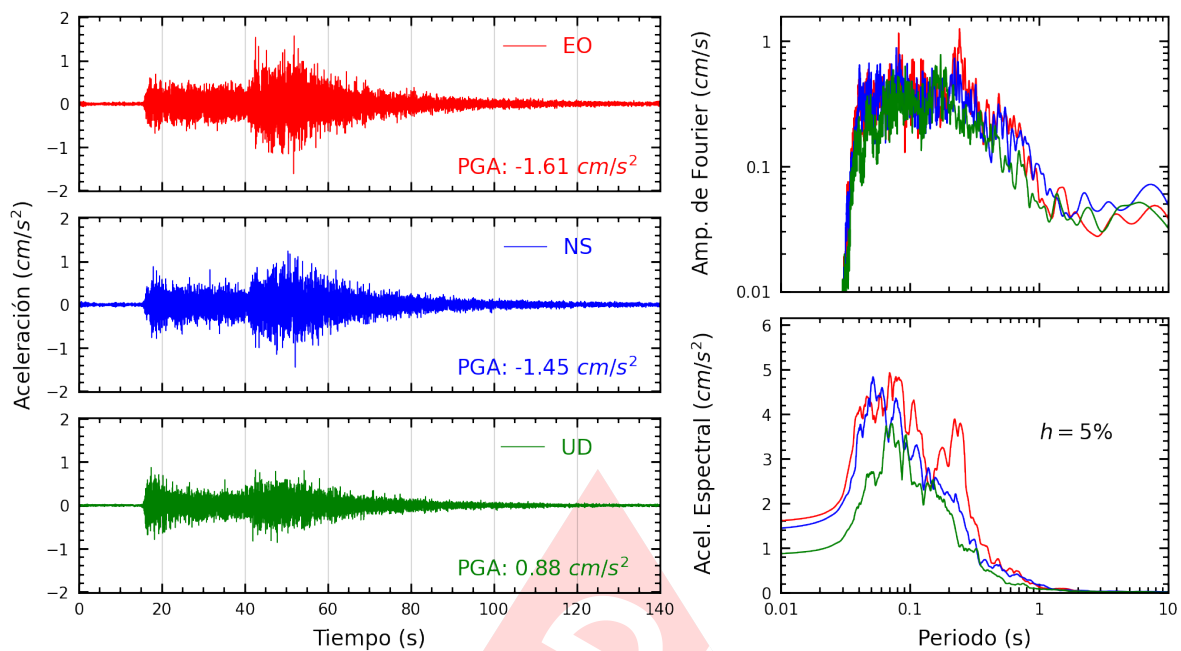 Aceleración (cm/s²)
2
1
0
−1
−2
EO
PGA: -1.61 cm/s²
2
1
0
−1
−2
NS
PGA: -1.45 cm/s²
2
1
0
−1
−2
UD
PGA: 0.88 cm/s²
0 20 40 60 80 100 120 140
Tiempo (s)
Amp. de Fourier (cm/s)
1
0.1
0.01
Acel. Espectral (cm/s²)
6
5
4
3
2
1
0
h = 5%
0.01 0.1 1 10
Periodo (s)